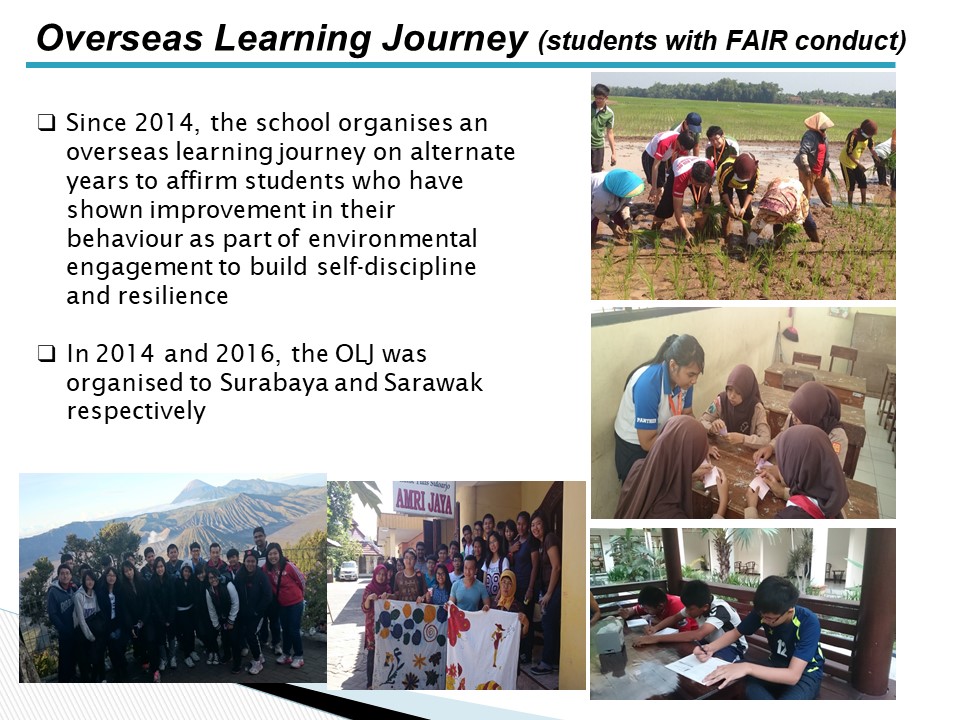 Overseas Learning Journey (students with FAIR conduct)
❑ Since 2014, the school organises an
overseas learning journey on alternate
years to affirm students who have
shown improvement in their
behaviour as part of environmental
engagement to build self-discipline
and resilience
❑ In 2014 and 2016, the OLJ was
organised to Surabaya and Sarawak
respectively
AMRI JAYA
12